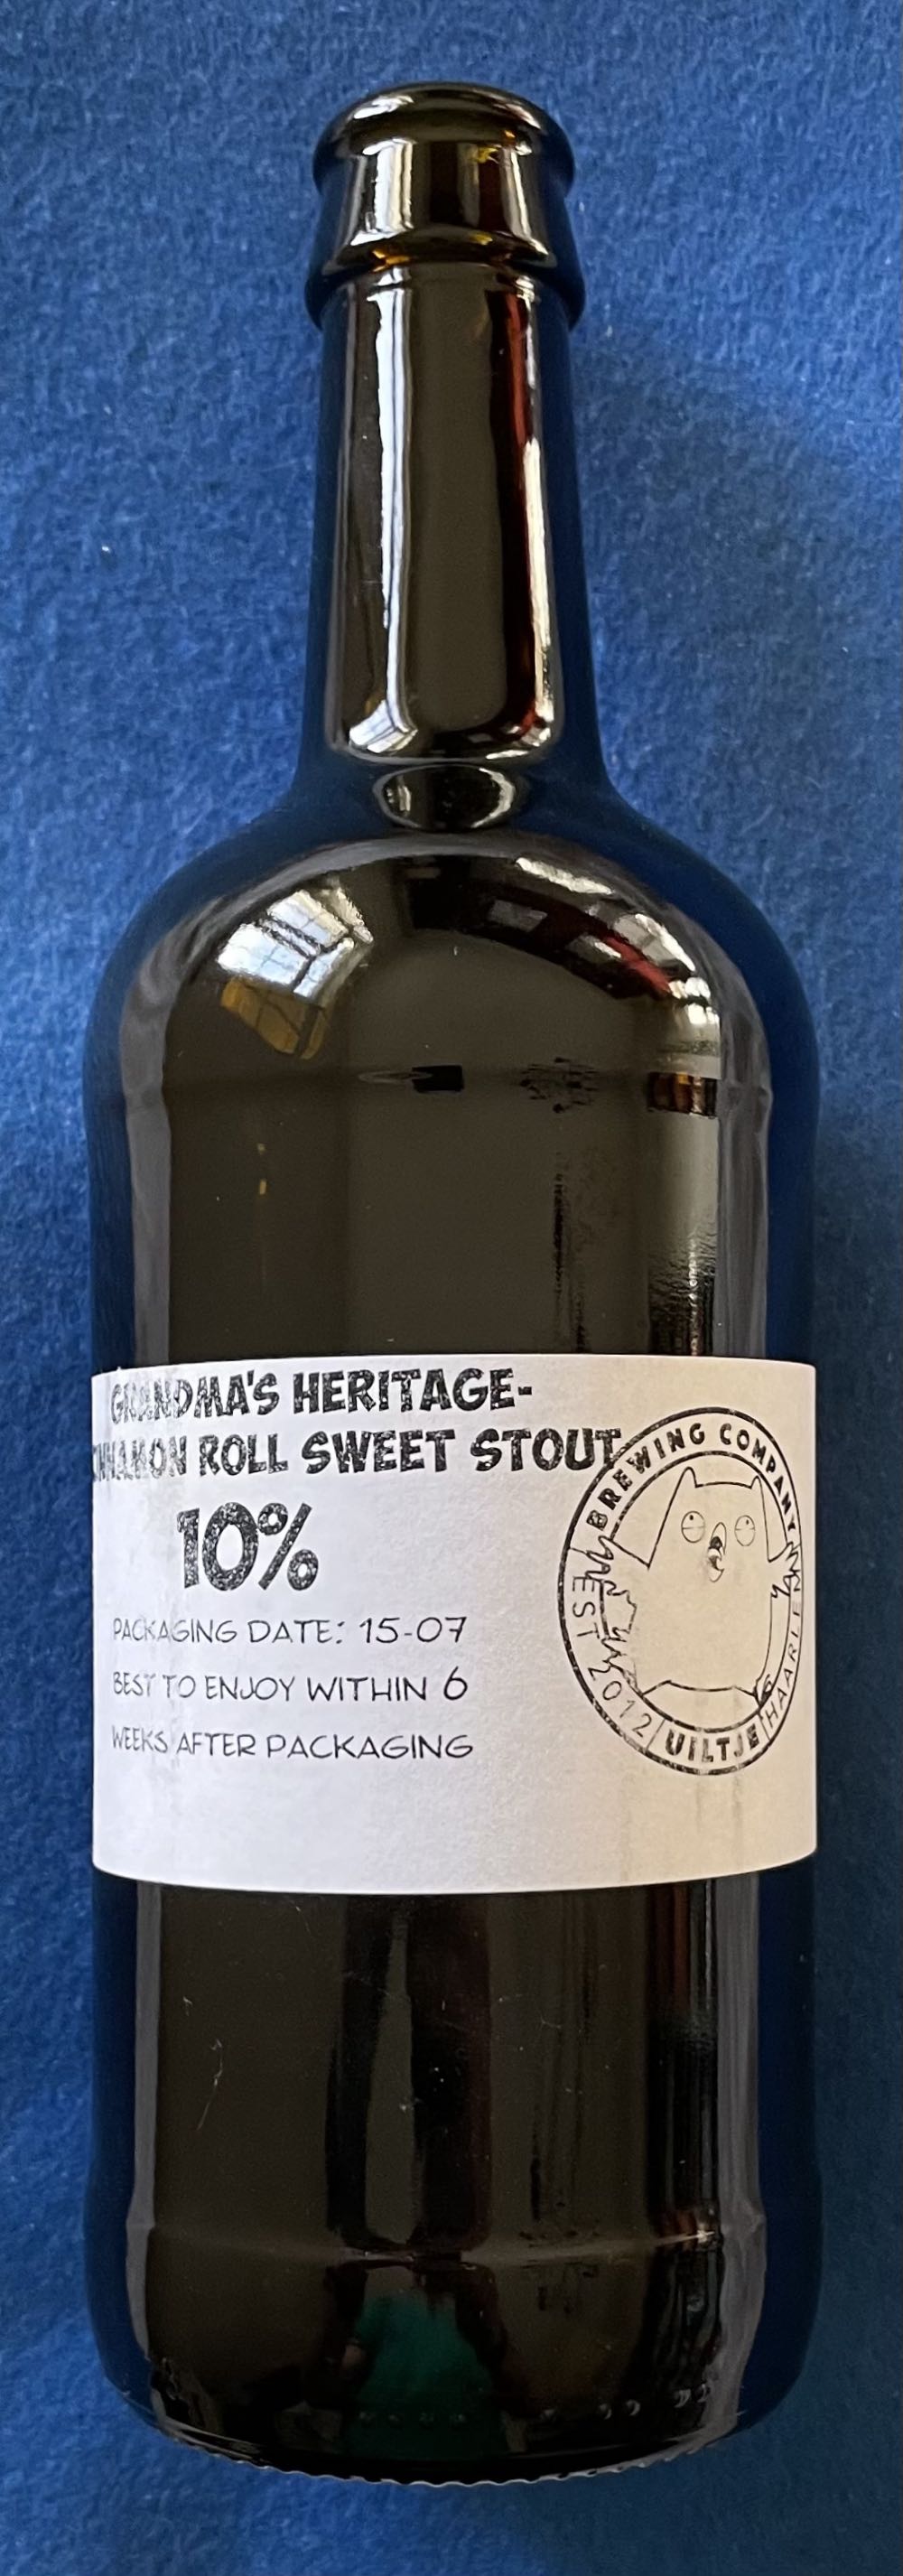 GRANDMA'S HERITAGE-
INNAMON ROLL SWEET STOUT
10%
PACKAGING DATE: 15-07
BEST TO ENJOY WITHIN 6
WEEKS AFTER PACKAGING
BREWING COMPANY
EST 2012
UILTJE
HAARLEM